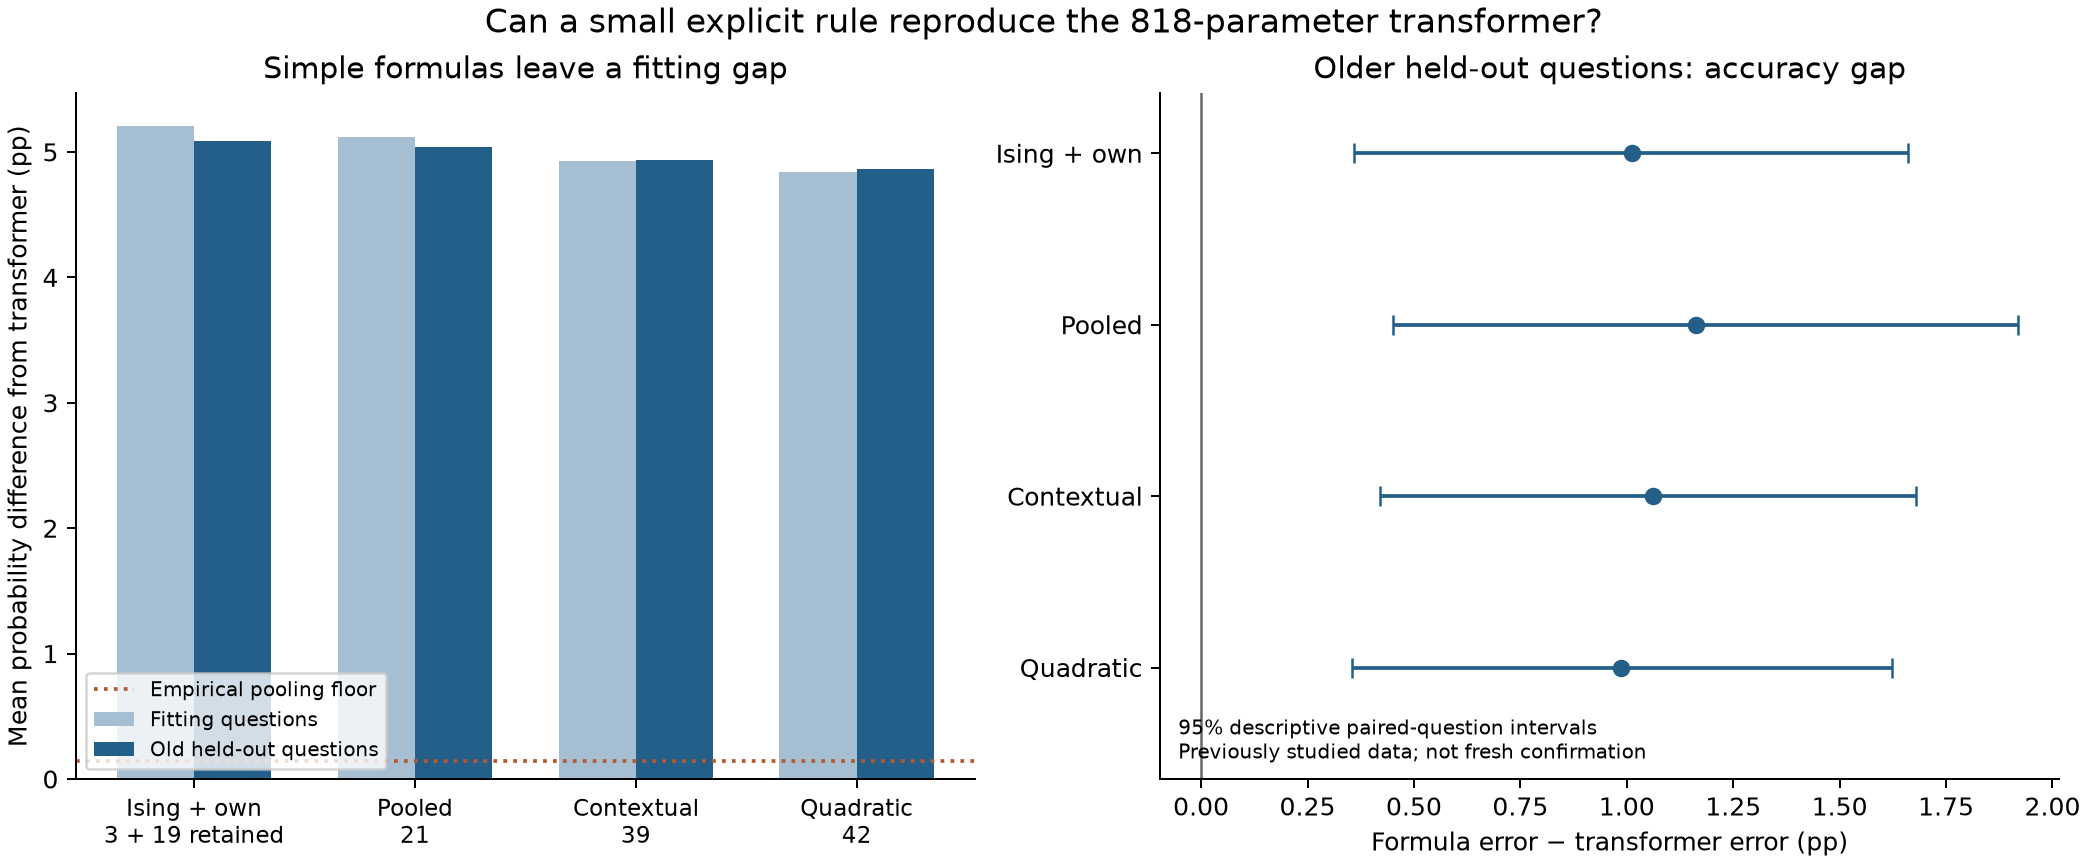 Can a small explicit rule reproduce the 818-parameter transformer?
Simple formulas leave a fitting gap
Mean probability difference from transformer (pp)
5
4
3
2
1
0
Empirical pooling floor
Fitting questions
Old held-out questions
Ising + own
3 + 19 retained
Pooled
21
Contextual
39
Quadratic
42
Older held-out questions: accuracy gap
Ising + own
Pooled
Contextual
Quadratic
95% descriptive paired-question intervals
Previously studied data; not fresh confirmation
0.00 0.25 0.50 0.75 1.00 1.25 1.50 1.75 2.00
Formula error − transformer error (pp)